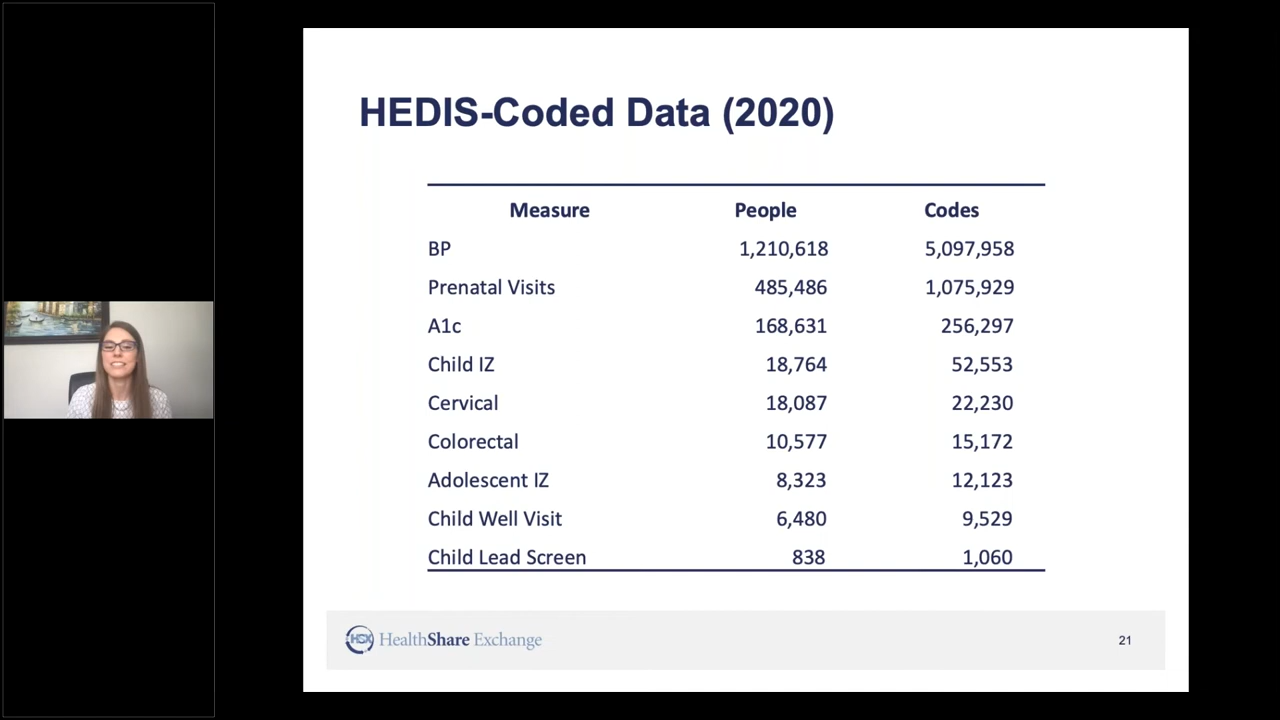 HEDIS-Coded Data (2020)
Measure People Codes
BP 1,210,618 5,097,958
Prenatal Visits 485,486 1,075,929
A1c 168,631 256,297
Child IZ 18,764 52,553
Cervical 18,087 22,230
Colorectal 10,577 15,172
Adolescent IZ 8,323 12,123
Child Well Visit 6,480 9,529
Child Lead Screen 838 1,060
HSX HealthShare Exchange
21